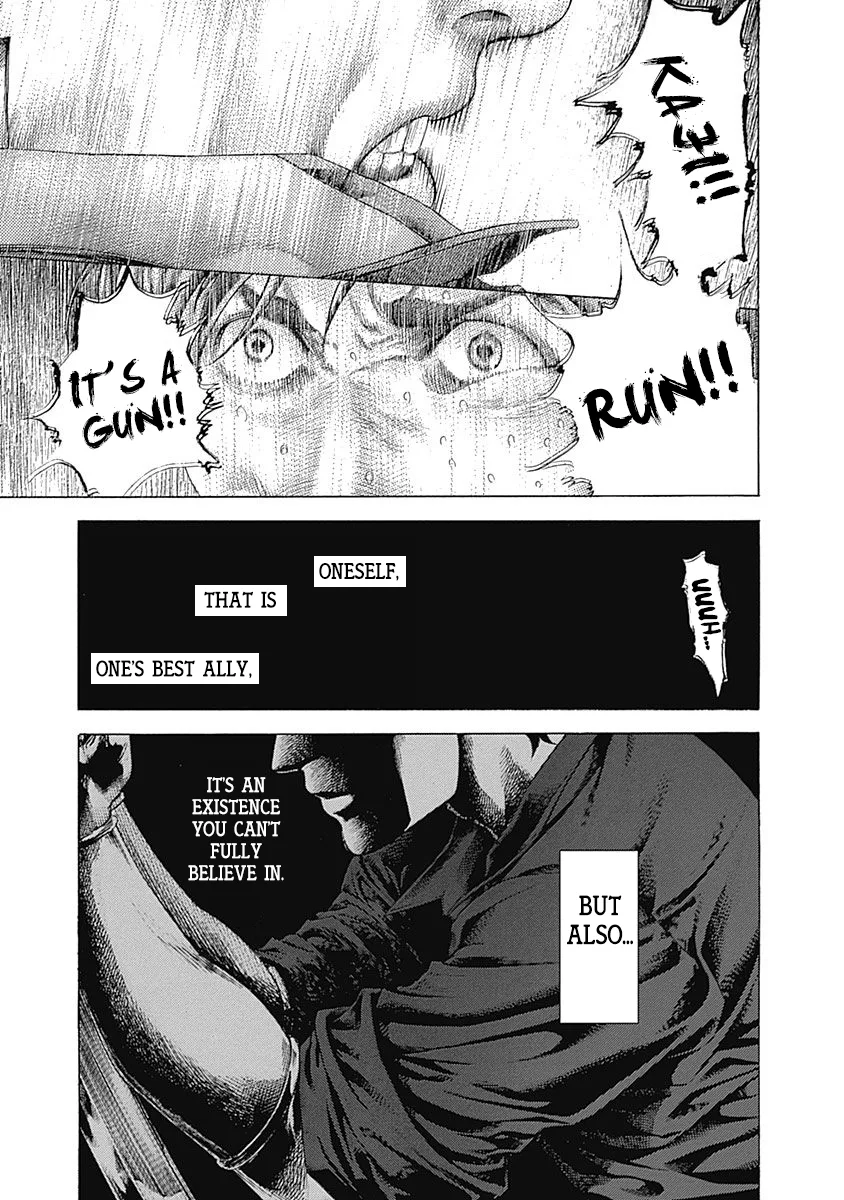 KAJI!!
RUN!!
IT'S A
GUN!!
UUUH...
ONESELF,
THAT IS
ONE'S BEST ALLY,
BUT
ALSO...
IT'S AN
EXISTENCE
YOU CAN'T
FULLY
BELIEVE IN.